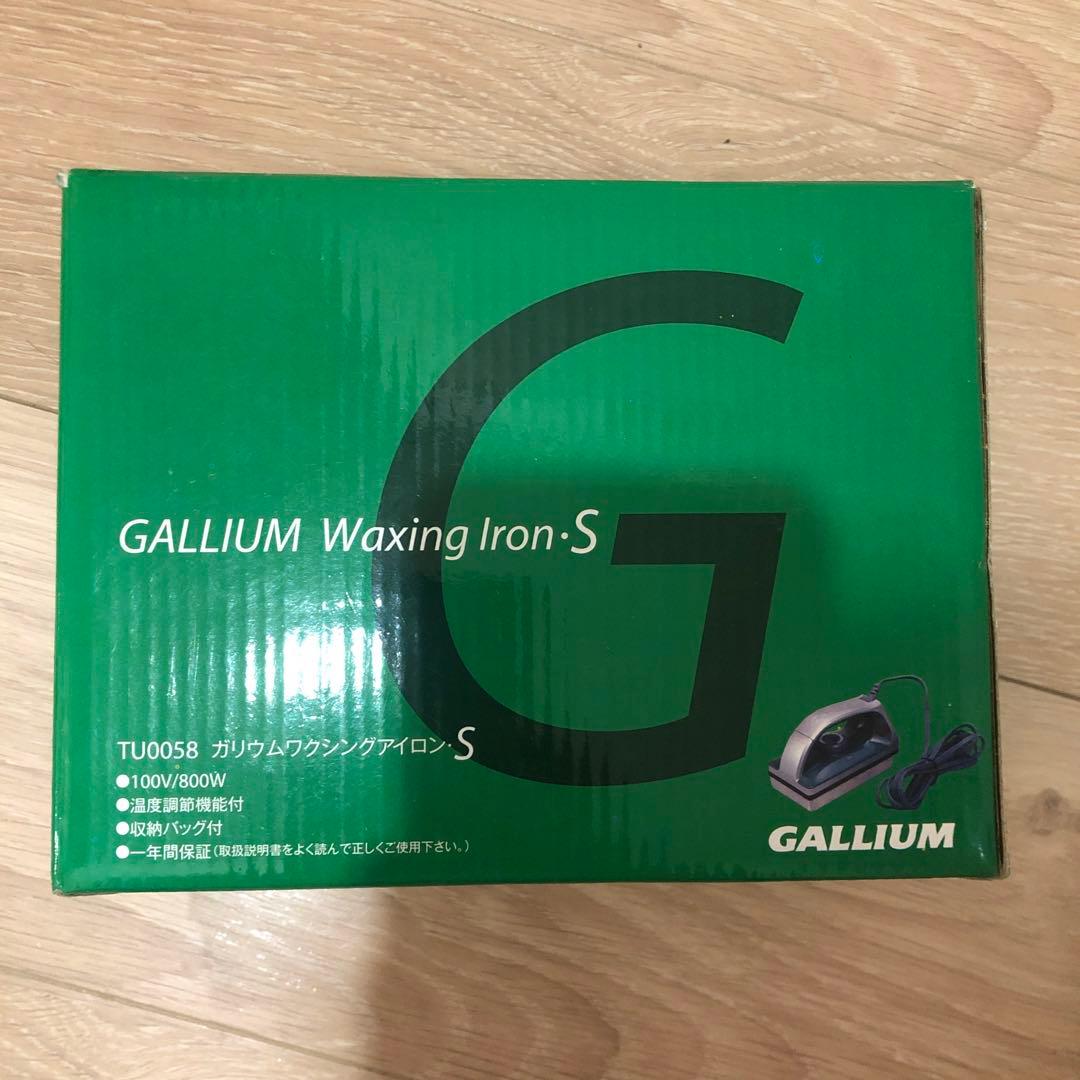 G
GALLIUM Waxing Iron・S
TU0058 ガリウムワクシングアイロン・S
●100V/800W
●温度調節機能付
●収納バッグ付
●一年間保証（取扱説明書をよく読んで正しくご使用下さい。）
GALLIUM